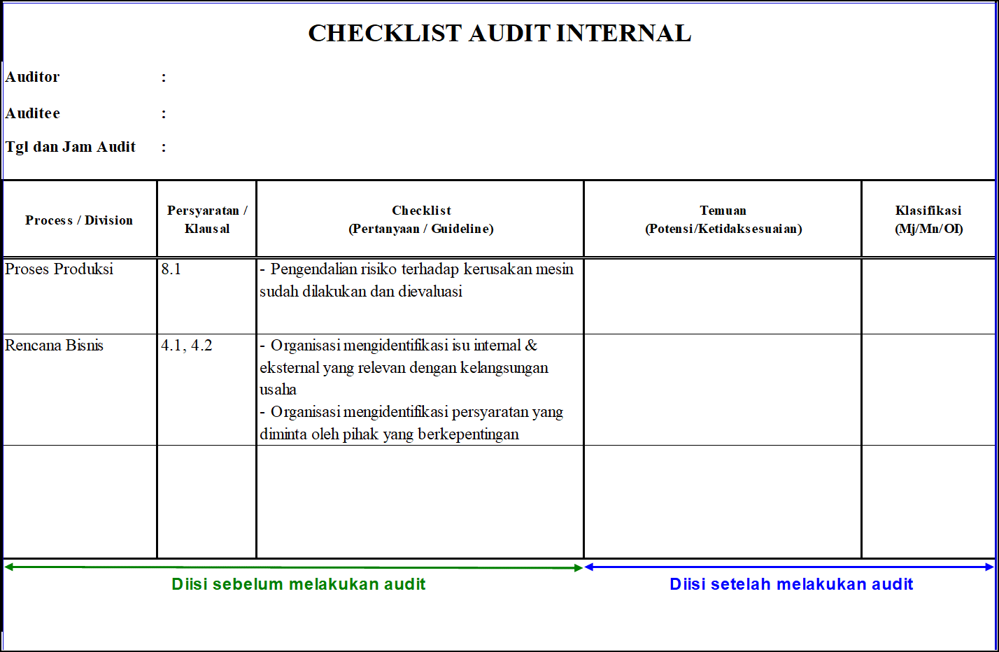 CHECKLIST AUDIT INTERNAL
Auditor :
Auditee :
Tgl dan Jam Audit :
Process / Division
Persyaratan /
Klausal
Checklist
(Pertanyaan / Guideline)
Temuan
(Potensi/Ketidaksesuaian)
Klasifikasi
(Mj/Mn/OI)
Proses Produksi
8.1
- Pengendalian risiko terhadap kerusakan mesin
sudah dilakukan dan dievaluasi
Rencana Bisnis
4.1, 4.2
- Organisasi mengidentifikasi isu internal &
eksternal yang relevan dengan kelangsungan
usaha
- Organisasi mengidentifikasi persyaratan yang
diminta oleh pihak yang berkepentingan
Diisi sebelum melakukan audit
Diisi setelah melakukan audit